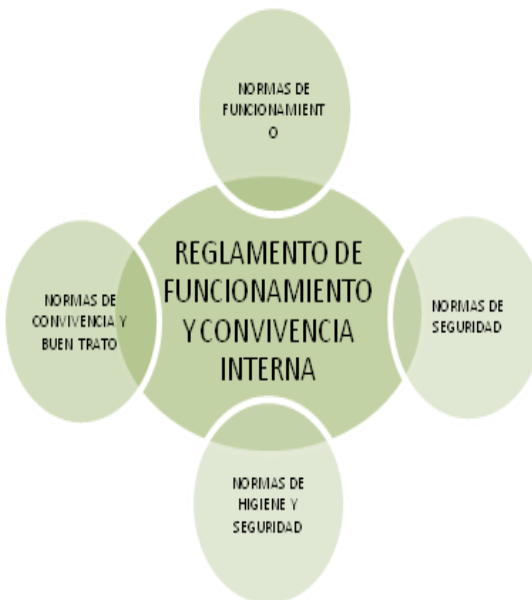 NORMAS DE
FUNCIONAMIENT
O
REGLAMENTO DE
FUNCIONAMIENTO
Y CONVIVENCIA
INTERNA
NORMAS DE
CONVIVENCIA Y
BUEN TRATO
NORMAS DE
SEGURIDAD
NORMAS DE
HIGIENE Y
SEGURIDAD